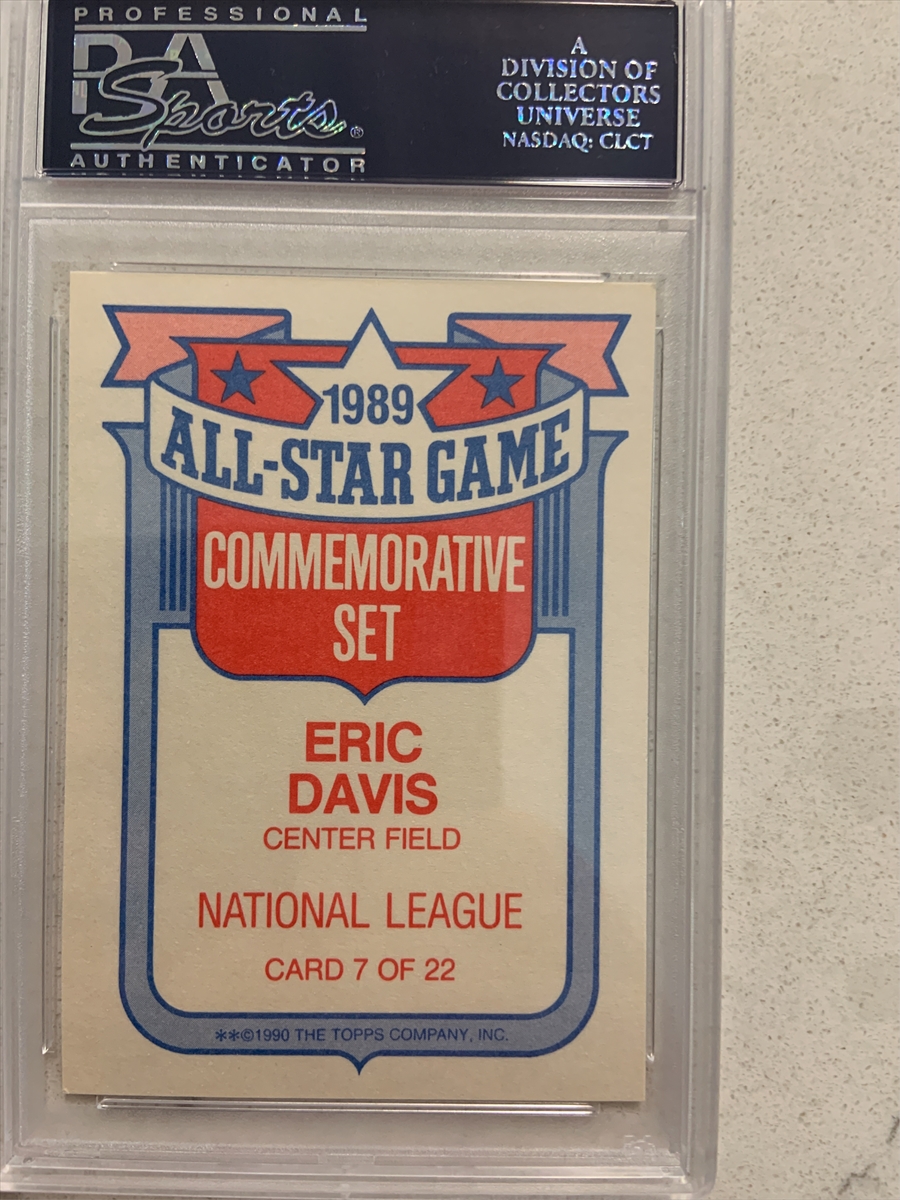 PROFESSIONAL
PSA
Sports®
AUTHENTICATOR
A
DIVISION OF
COLLECTORS
UNIVERSE
NASDAQ: CLCT
1989
ALL-STAR GAME
COMMEMORATIVE
SET
ERIC
DAVIS
CENTER FIELD
NATIONAL LEAGUE
CARD 7 OF 22
**©1990 THE TOPPS COMPANY, INC.